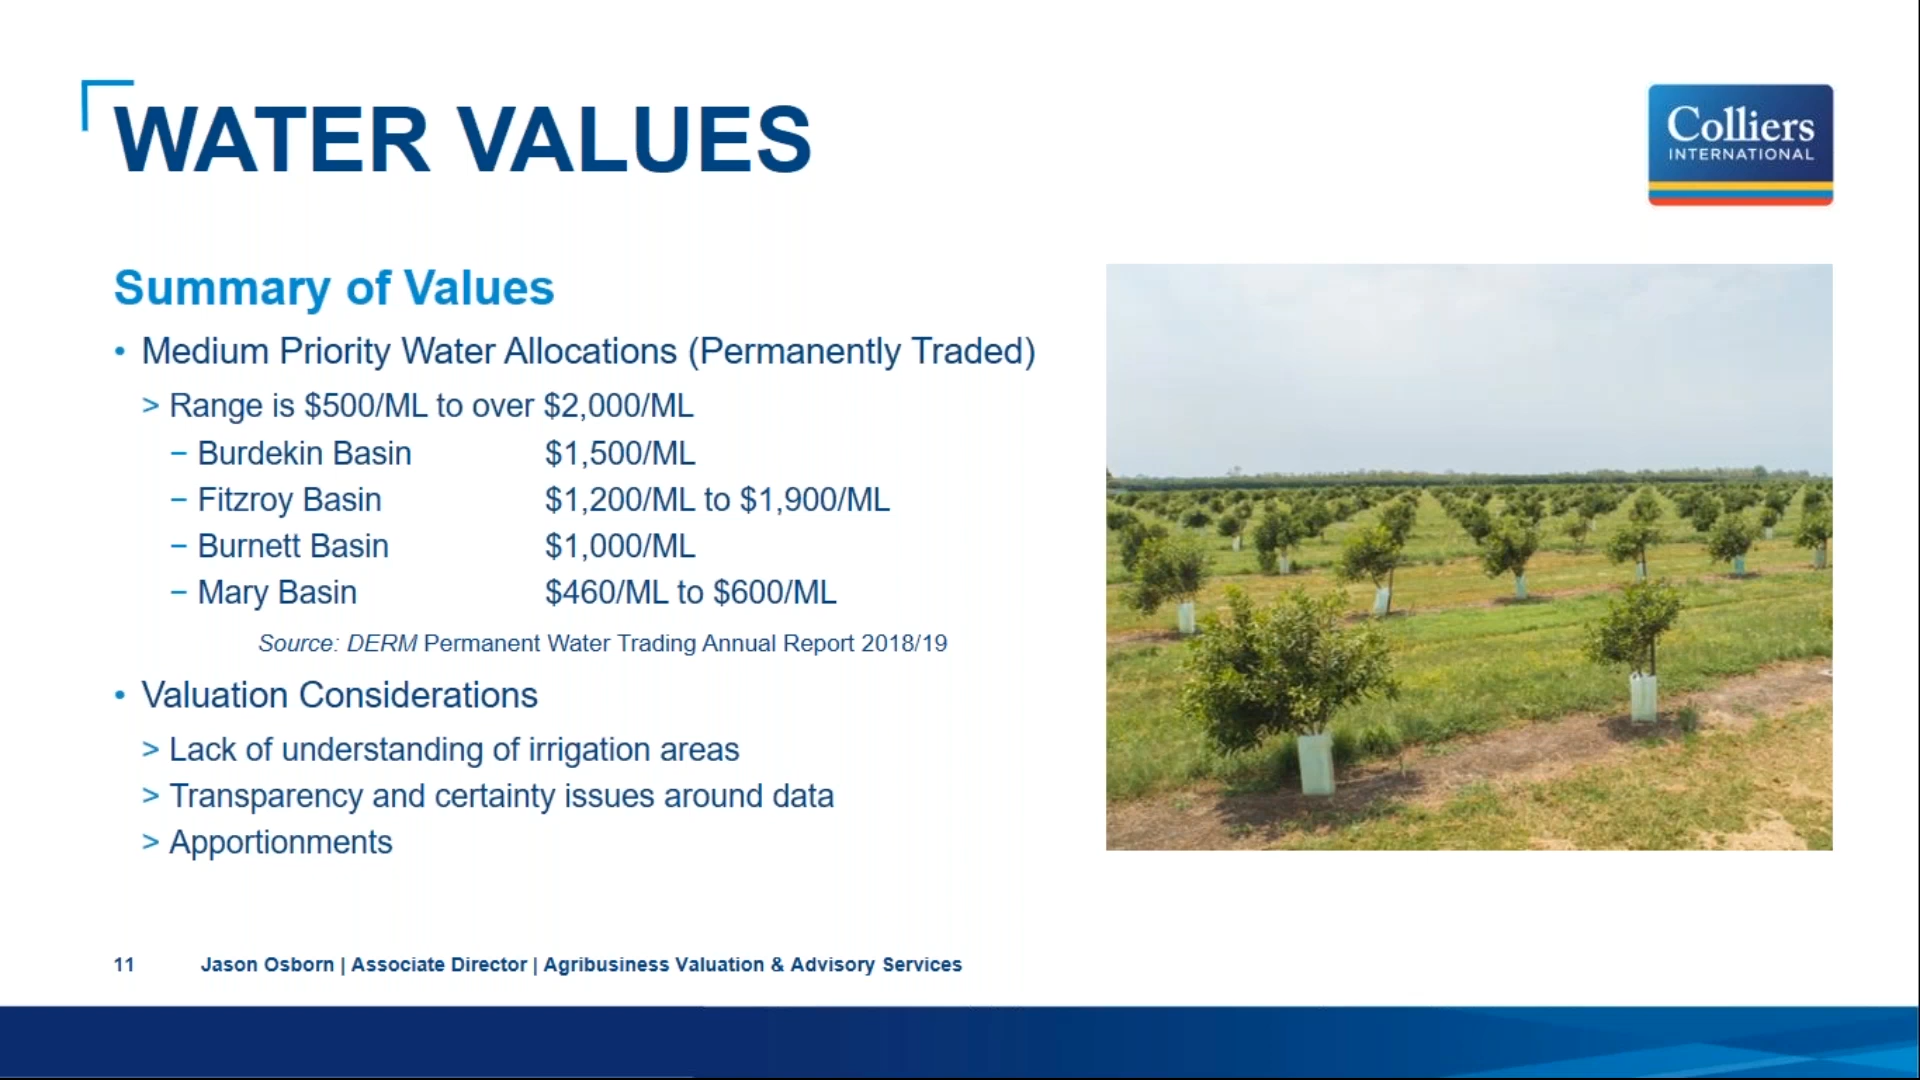 WATER VALUES
Colliers
INTERNATIONAL
Summary of Values
• Medium Priority Water Allocations (Permanently Traded)
> Range is $500/ML to over $2,000/ML
− Burdekin Basin $1,500/ML
− Fitzroy Basin $1,200/ML to $1,900/ML
− Burnett Basin $1,000/ML
− Mary Basin $460/ML to $600/ML
Source: DERM Permanent Water Trading Annual Report 2018/19
• Valuation Considerations
> Lack of understanding of irrigation areas
> Transparency and certainty issues around data
> Apportionments
11 Jason Osborn | Associate Director | Agribusiness Valuation & Advisory Services